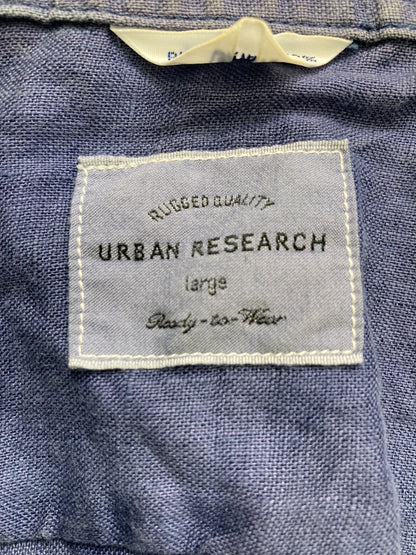 RUGGED QUALITY
URBAN RESEARCH
large
Ready-to-Wear